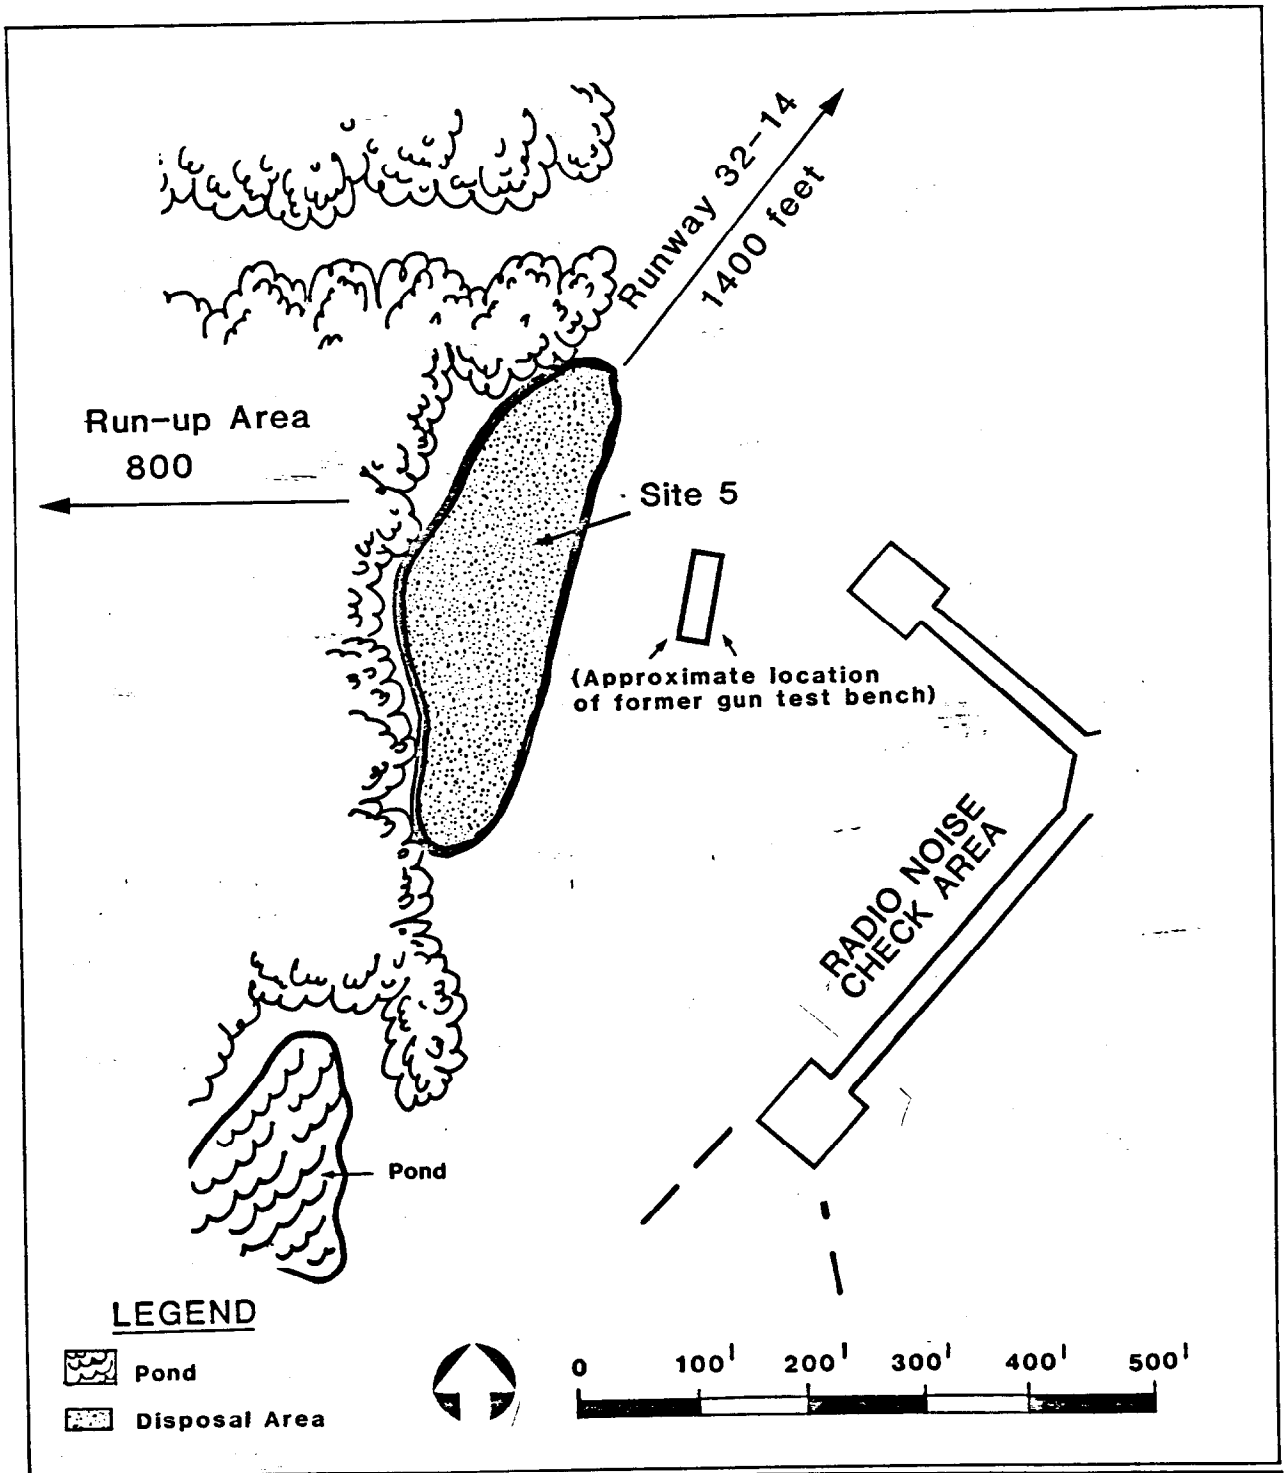 Runway 32-14
1400 feet
Run-up Area
800
Site 5
(Approximate location
of former gun test bench)
RADIO NOISE
CHECK AREA
Pond
LEGEND
Pond
Disposal Area
0 100' 200' 300' 400' 500'